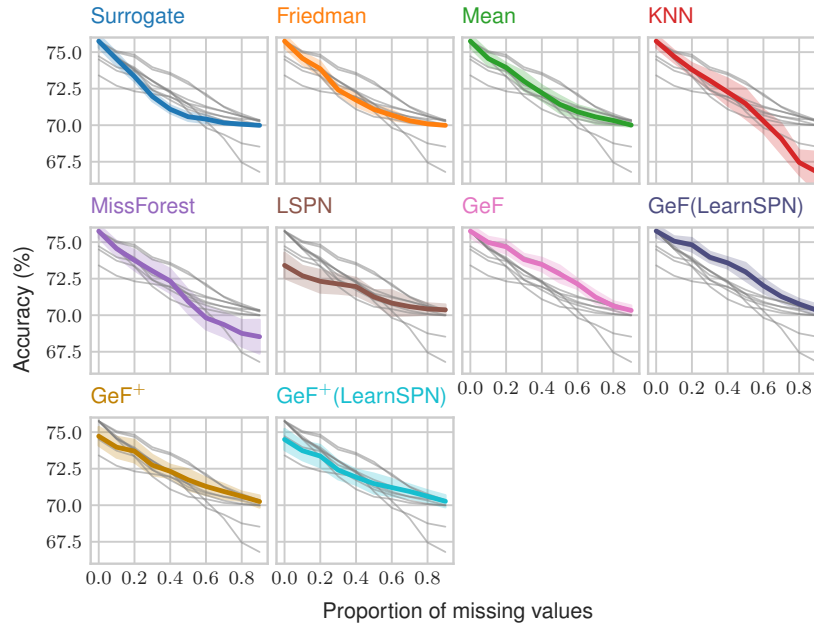 Surrogate Friedman Mean KNN
75.0
72.5
70.0
67.5
MissForest LSPN GeF GeF(LearnSPN)
75.0
72.5
70.0
67.5
Accuracy (%)
0.0 0.2 0.4 0.6 0.8 0.0 0.2 0.4 0.6 0.8
GeF+ GeF+(LearnSPN)
75.0
72.5
70.0
67.5
0.0 0.2 0.4 0.6 0.8 0.0 0.2 0.4 0.6 0.8
Proportion of missing values